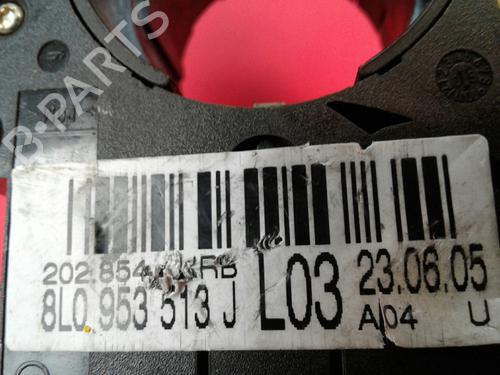 B-PARTS
202 854 RB
8L0 953 513 J L03 23.06.05
A04 U